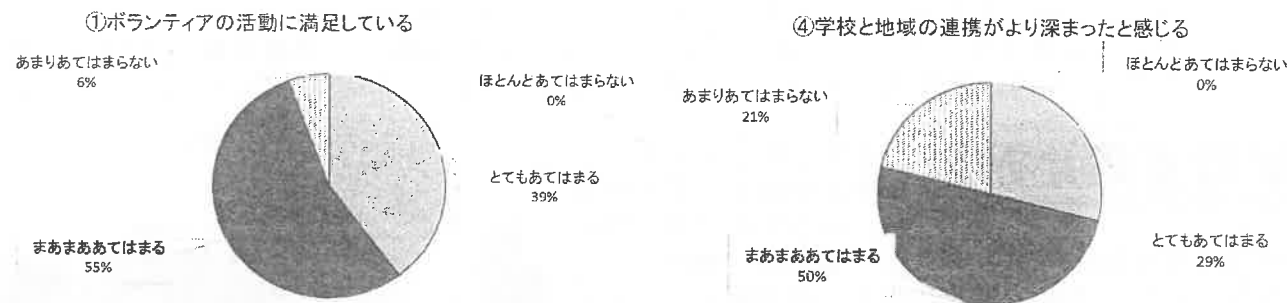 ①ボランティアの活動に満足している
あまりあてはまらない
6%
ほとんどあてはまらない
0%
とてもあてはまる
39%
まあまああてはまる
55%
④学校と地域の連携がより深まったと感じる
ほとんどあてはまらない
0%
あまりあてはまらない
21%
とてもあてはまる
29%
まあまああてはまる
50%